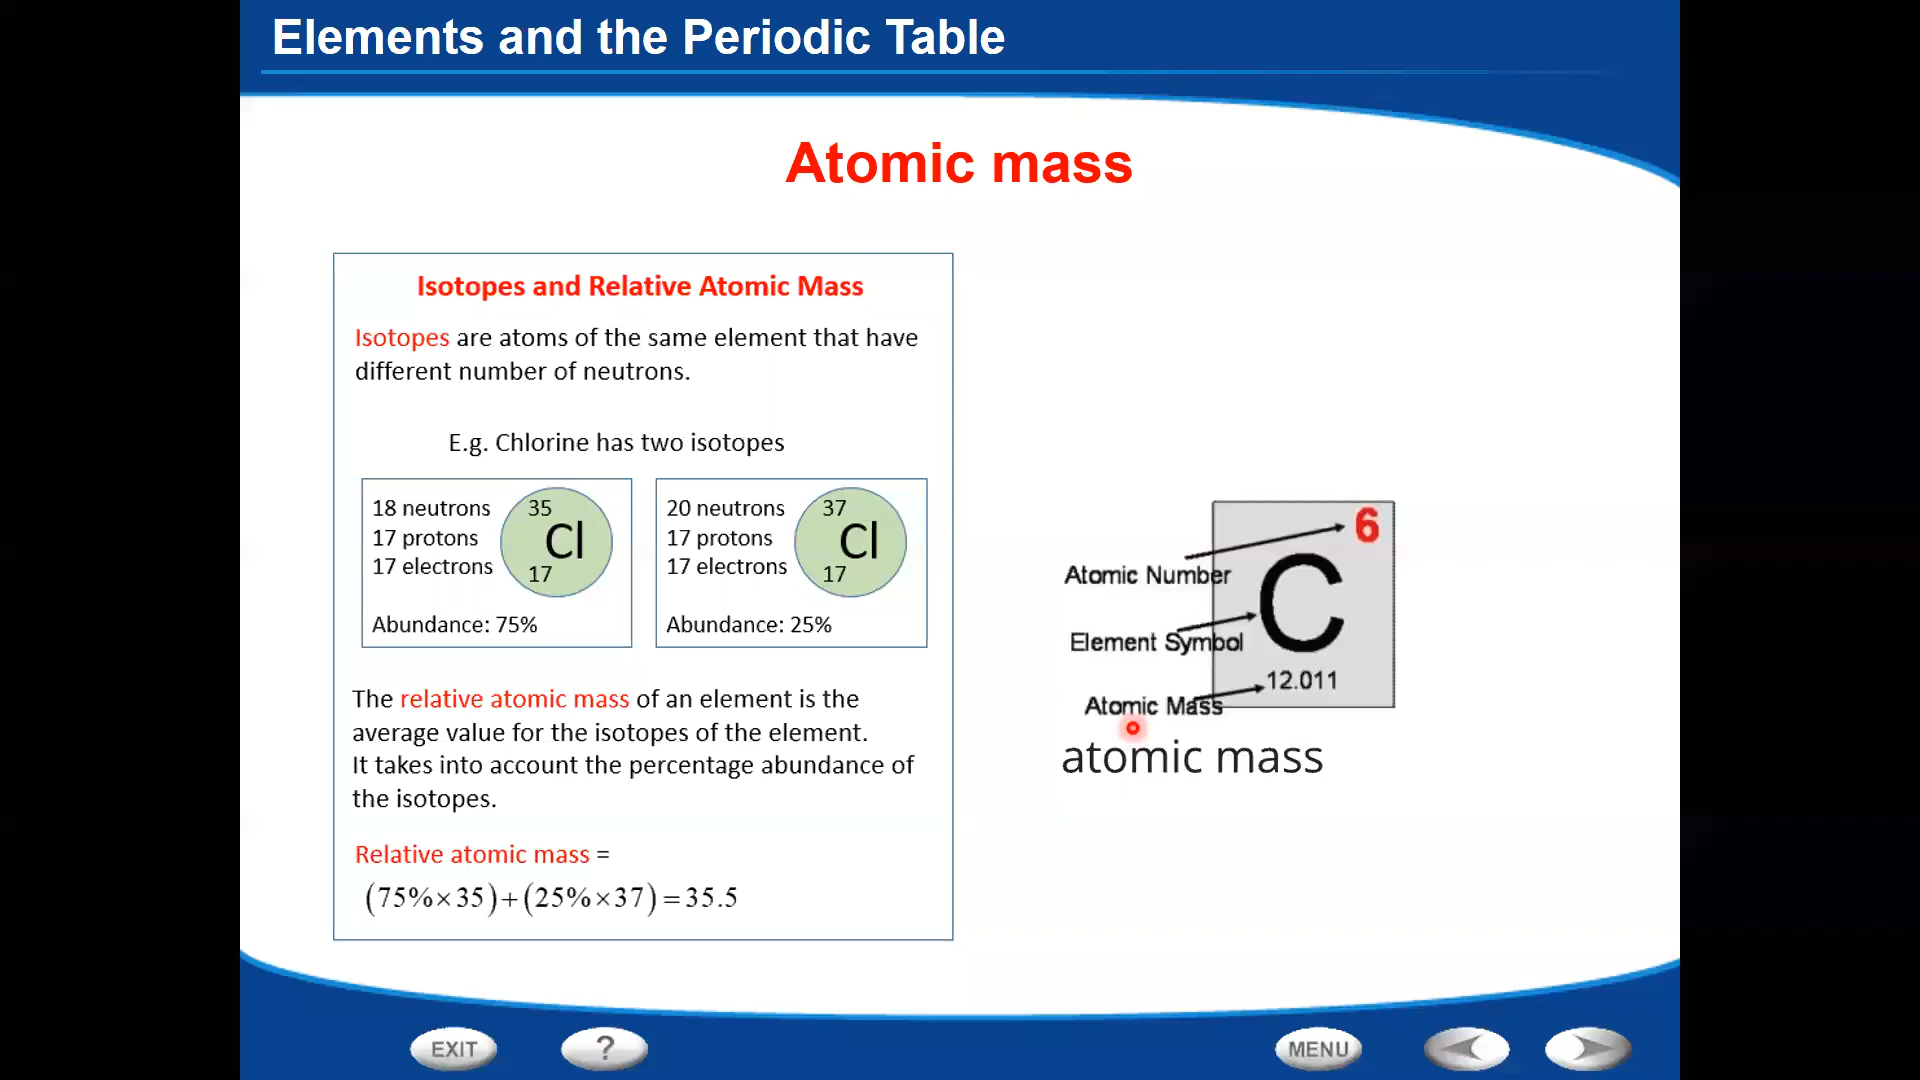 Elements and the Periodic Table
Atomic mass
Isotopes and Relative Atomic Mass
Isotopes are atoms of the same element that have
different number of neutrons.
E.g. Chlorine has two isotopes
18 neutrons
17 protons
17 electrons
35
Cl
17
Abundance: 75%
20 neutrons
17 protons
17 electrons
37
Cl
17
Abundance: 25%
The relative atomic mass of an element is the
average value for the isotopes of the element.
It takes into account the percentage abundance of
the isotopes.
Relative atomic mass =
(75%×35)+(25%×37)=35.5
6
Atomic Number
C
Element Symbol
12.011
Atomic Mass
atomic mass
EXIT
?
MENU